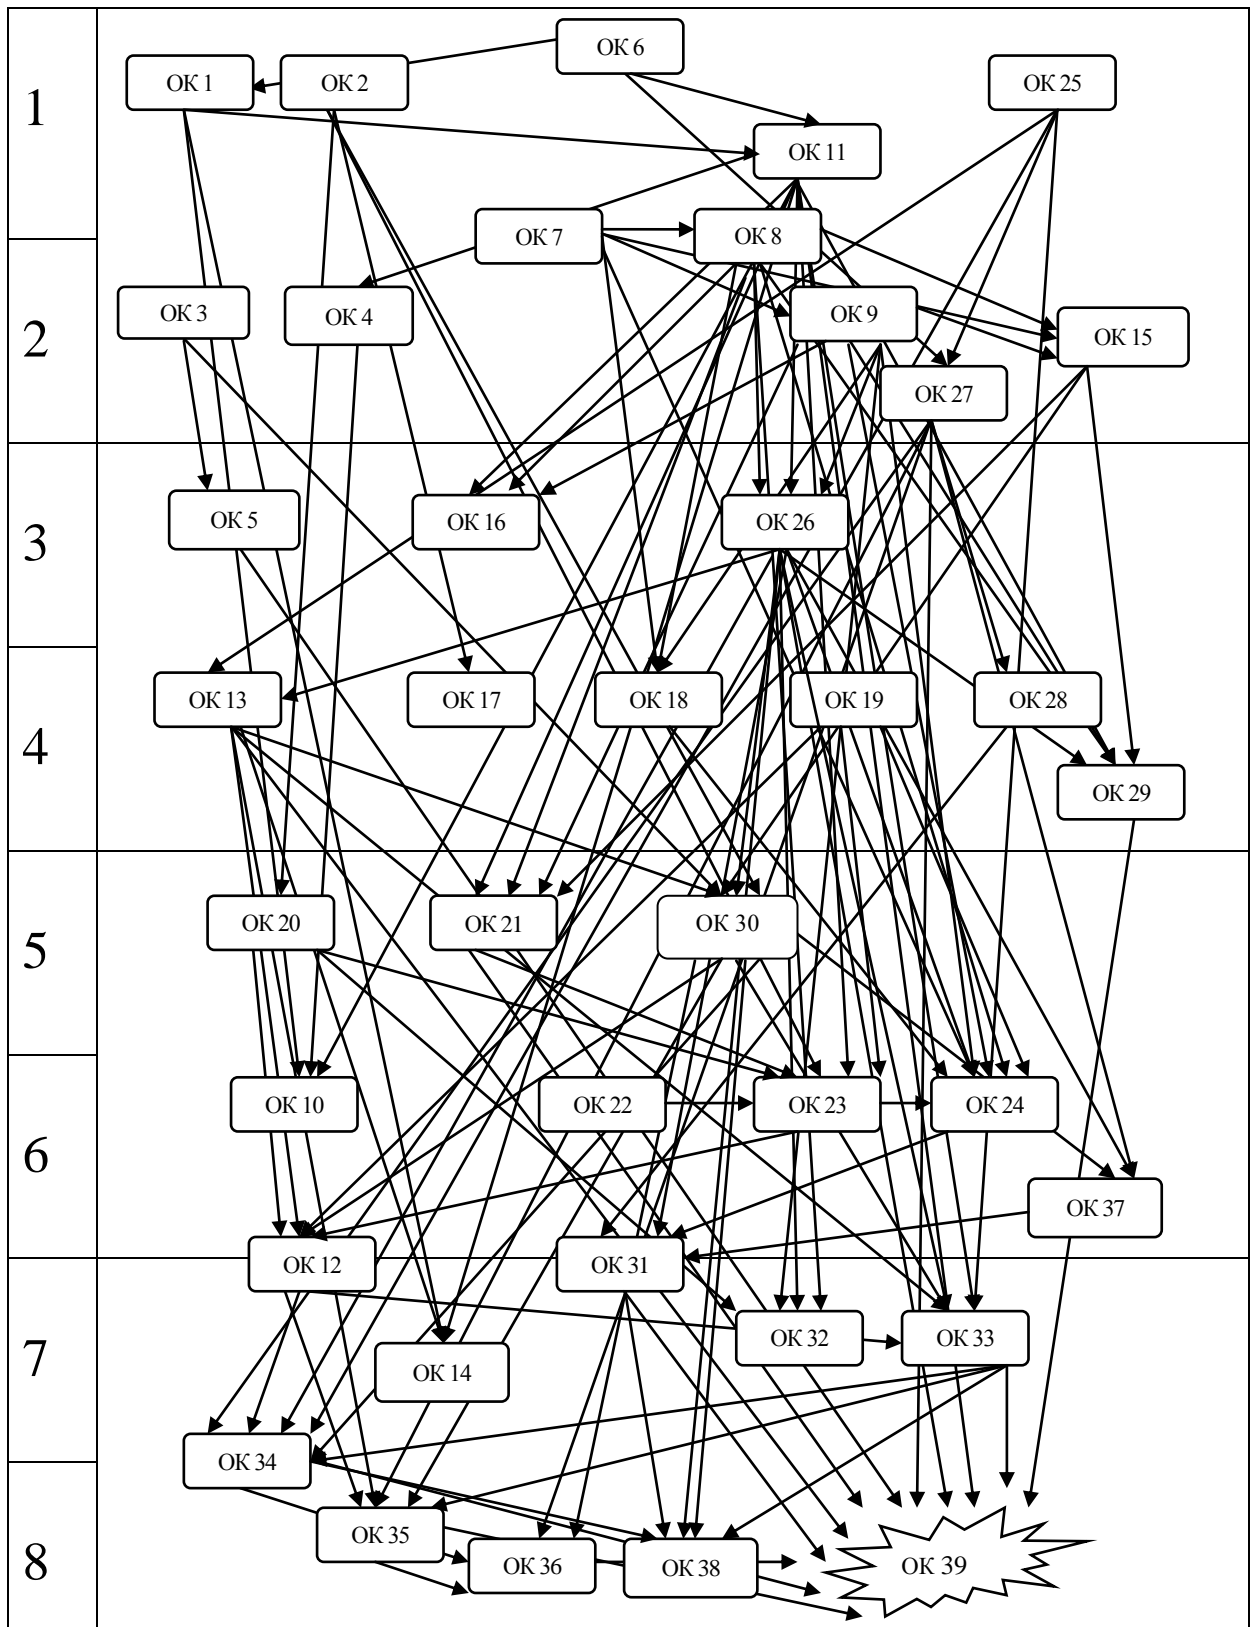 ОК 6
ОК 1
ОК 2
ОК 25
1
ОК 11
ОК 7
ОК 8
ОК 3
ОК 4
ОК 9
ОК 15
2
ОК 27
ОК 5
ОК 16
ОК 26
3
ОК 13
ОК 17
ОК 18
ОК 19
ОК 28
4
ОК 29
ОК 20
ОК 21
ОК 30
5
ОК 10
ОК 22
ОК 23
ОК 24
6
ОК 37
ОК 12
ОК 31
ОК 32
ОК 33
7
ОК 14
ОК 34
ОК 35
ОК 36
ОК 38
ОК 39
8